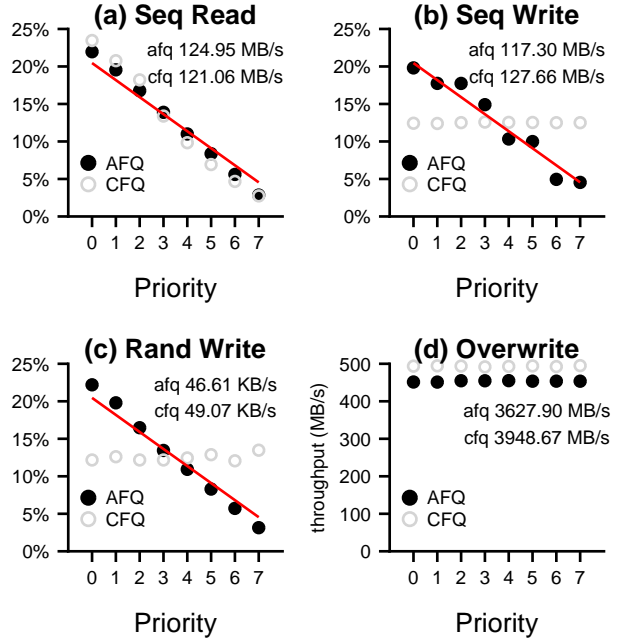 (a) Seq Read
25%
20%
15%
10%
5%
0%
afq 124.95 MB/s
cfq 121.06 MB/s
AFQ
CFQ
0 1 2 3 4 5 6 7
Priority
(b) Seq Write
25%
20%
15%
10%
5%
0%
afq 117.30 MB/s
cfq 127.66 MB/s
AFQ
CFQ
0 1 2 3 4 5 6 7
Priority
(c) Rand Write
25%
20%
15%
10%
5%
0%
afq 46.61 KB/s
cfq 49.07 KB/s
AFQ
CFQ
0 1 2 3 4 5 6 7
Priority
(d) Overwrite
throughput (MB/s)
500
400
300
200
100
0
afq 3627.90 MB/s
cfq 3948.67 MB/s
AFQ
CFQ
0 1 2 3 4 5 6 7
Priority